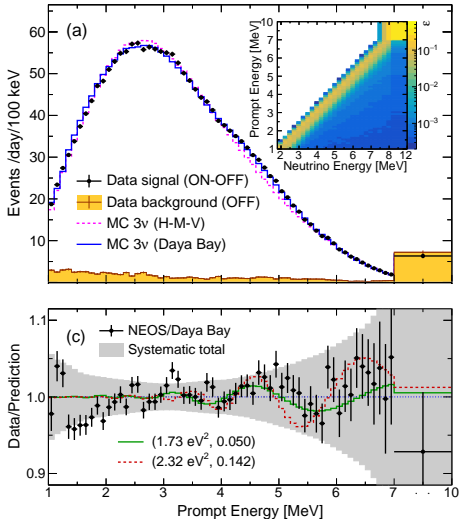 (a)
Events /day/100 keV
60
50
40
30
20
10
Data signal (ON-OFF)
Data background (OFF)
MC 3ν (H-M-V)
MC 3ν (Daya Bay)
Prompt Energy [MeV]
10
9
8
7
6
5
4
3
2
1
2 3 4 5 6 7 8 12
Neutrino Energy [MeV]
ε
10⁻¹
10⁻²
10⁻³
(c)
NEOS/Daya Bay
Systematic total
Data/Prediction
1.1
1.0
0.9
(1.73 eV², 0.050)
(2.32 eV², 0.142)
1 2 3 4 5 6 7 10
Prompt Energy [MeV]